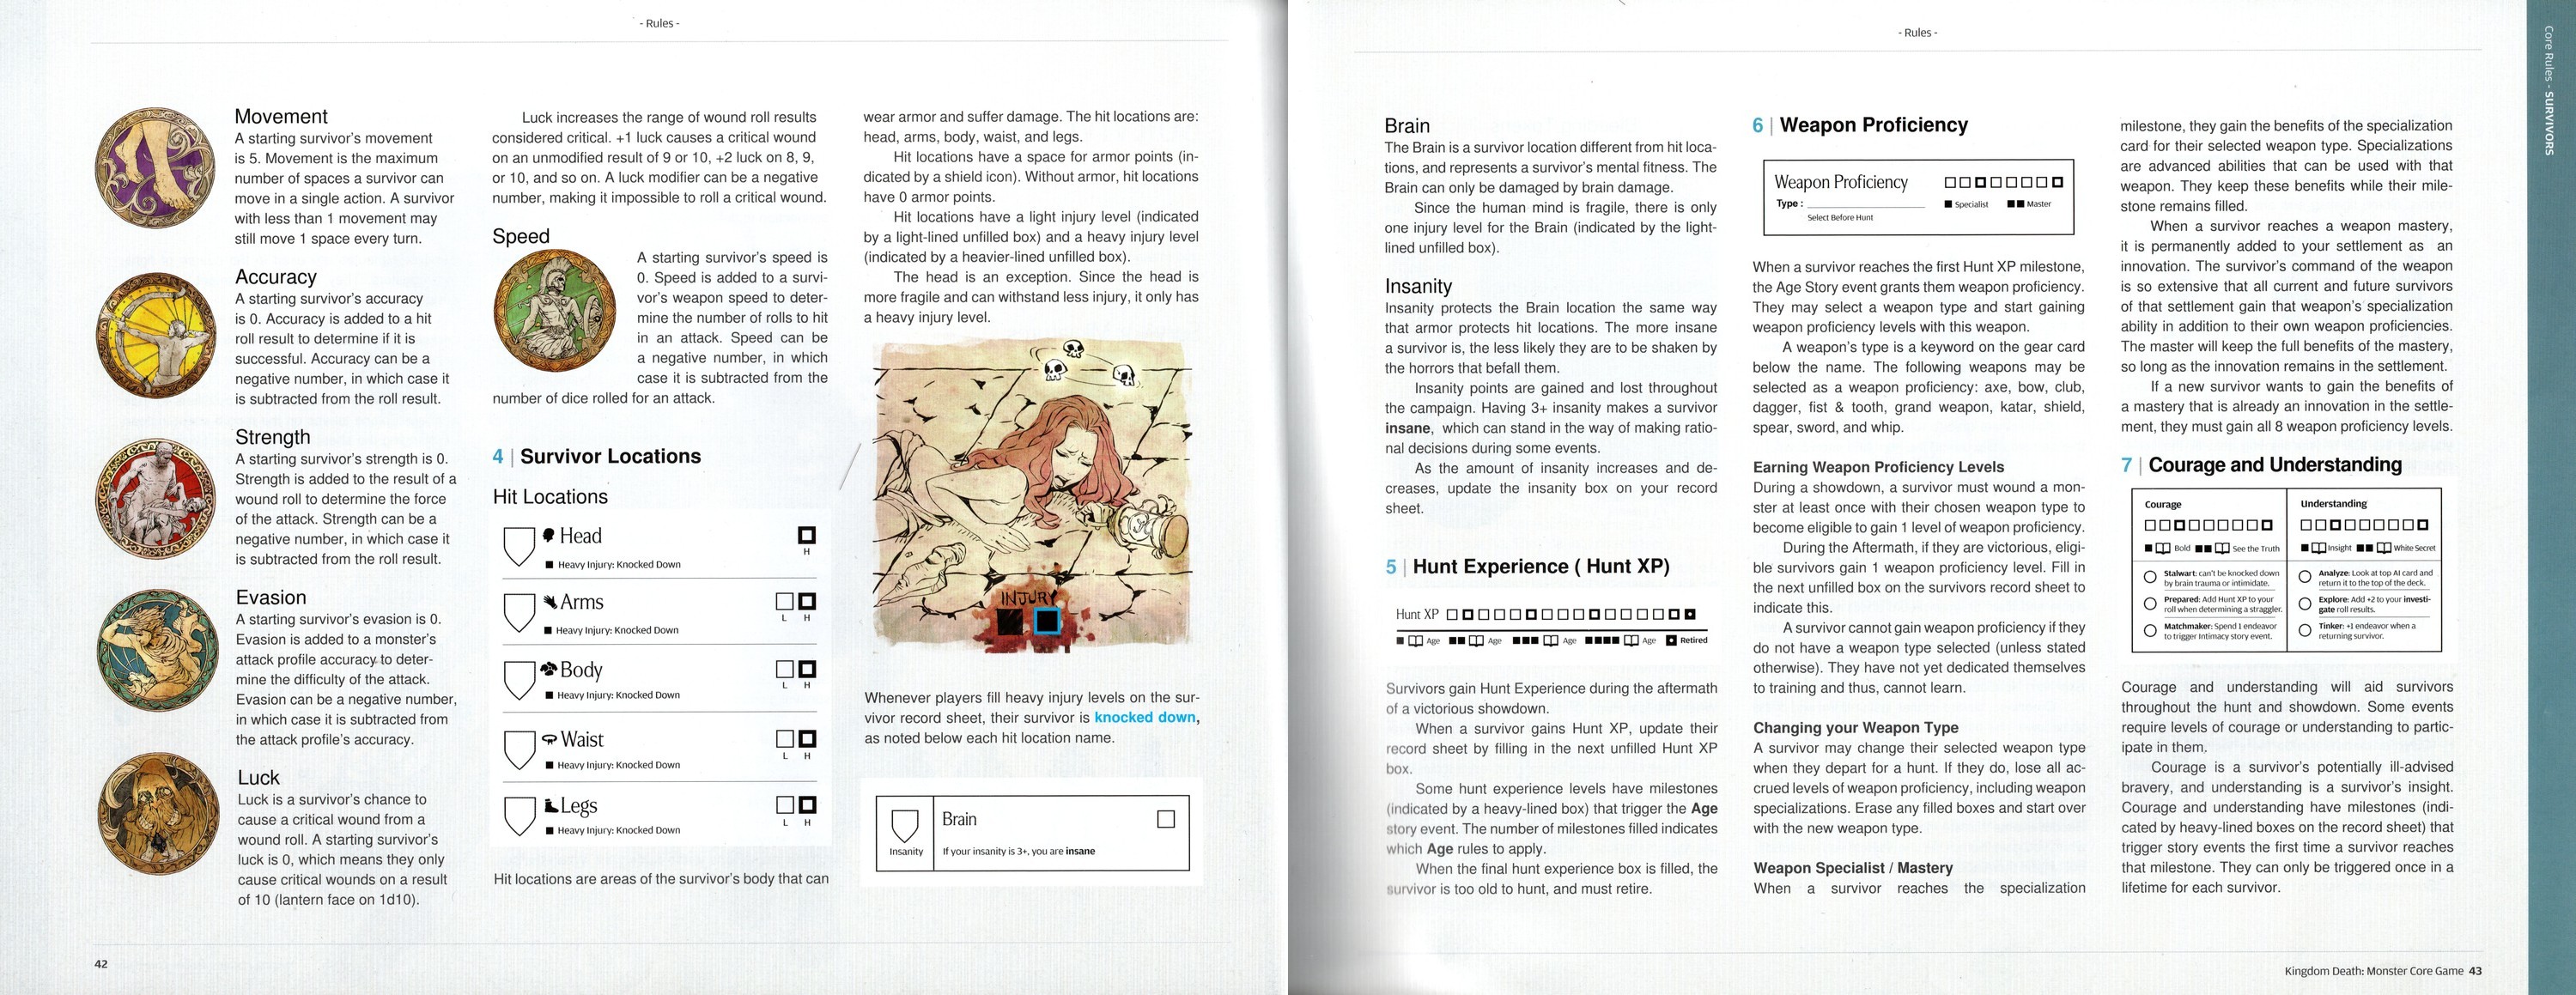 - Rules -
Movement
A starting survivor's movement
is 5. Movement is the maximum
number of spaces a survivor can
move in a single action. A survivor
with less than 1 movement may
still move 1 space every turn.
Accuracy
A starting survivor's accuracy
is 0. Accuracy is added to a hit
roll result to determine if it is
successful. Accuracy can be a
negative number, in which case it
is subtracted from the roll result.
Strength
A starting survivor's strength is 0.
Strength is added to the result of a
wound roll to determine the force
of the attack. Strength can be a
negative number, in which case it
is subtracted from the roll result.
Evasion
A starting survivor's evasion is 0.
Evasion is added to a monster's
attack profile accuracy to deter-
mine the difficulty of the attack.
Evasion can be a negative number,
in which case it is subtracted from
the attack profile's accuracy.
Luck
Luck is a survivor's chance to
cause a critical wound from a
wound roll. A starting survivor's
luck is 0, which means they only
cause critical wounds on a result
of 10 (lantern face on 1d10).
Luck increases the range of wound roll results
considered critical. +1 luck causes a critical wound
on an unmodified result of 9 or 10, +2 luck on 8, 9,
or 10, and so on. A luck modifier can be a negative
number, making it impossible to roll a critical wound.
Speed
A starting survivor's speed is
0. Speed is added to a survi-
vor's weapon speed to deter-
mine the number of rolls to hit
in an attack. Speed can be
a negative number, in which
case it is subtracted from the
number of dice rolled for an attack.
4 | Survivor Locations
Hit Locations
Head
H
Heavy Injury: Knocked Down
Arms
L H
Heavy Injury: Knocked Down
Body
L H
Heavy Injury: Knocked Down
Waist
L H
Heavy Injury: Knocked Down
Legs
L H
Heavy Injury: Knocked Down
Hit locations are areas of the survivor's body that can
wear armor and suffer damage. The hit locations are:
head, arms, body, waist, and legs.
Hit locations have a space for armor points (in-
dicated by a shield icon). Without armor, hit locations
have 0 armor points.
Hit locations have a light injury level (indicated
by a light-lined unfilled box) and a heavy injury level
(indicated by a heavier-lined unfilled box).
The head is an exception. Since the head is
more fragile and can withstand less injury, it only has
a heavy injury level.
INJURY
Whenever players fill heavy injury levels on the sur-
vivor record sheet, their survivor is knocked down,
as noted below each hit location name.
Brain
Insanity
If your insanity is 3+, you are insane
42
- Rules -
Core Rules - SURVIVORS
Brain
The Brain is a survivor location different from hit loca-
tions, and represents a survivor's mental fitness. The
Brain can only be damaged by brain damage.
Since the human mind is fragile, there is only
one injury level for the Brain (indicated by the light-
lined unfilled box).
Insanity
Insanity protects the Brain location the same way
that armor protects hit locations. The more insane
a survivor is, the less likely they are to be shaken by
the horrors that befall them.
Insanity points are gained and lost throughout
the campaign. Having 3+ insanity makes a survivor
insane, which can stand in the way of making ratio-
nal decisions during some events.
As the amount of insanity increases and de-
creases, update the insanity box on your record
sheet.
5 | Hunt Experience ( Hunt XP)
Hunt XP
Age Age Age Age Retired
Survivors gain Hunt Experience during the aftermath
of a victorious showdown.
When a survivor gains Hunt XP, update their
record sheet by filling in the next unfilled Hunt XP
box.
Some hunt experience levels have milestones
(indicated by a heavy-lined box) that trigger the Age
story event. The number of milestones filled indicates
which Age rules to apply.
When the final hunt experience box is filled, the
survivor is too old to hunt, and must retire.
6 | Weapon Proficiency
Weapon Proficiency
Type :
Specialist Master
Select Before Hunt
When a survivor reaches the first Hunt XP milestone,
the Age Story event grants them weapon proficiency.
They may select a weapon type and start gaining
weapon proficiency levels with this weapon.
A weapon's type is a keyword on the gear card
below the name. The following weapons may be
selected as a weapon proficiency: axe, bow, club,
dagger, fist & tooth, grand weapon, katar, shield,
spear, sword, and whip.
Earning Weapon Proficiency Levels
During a showdown, a survivor must wound a mon-
ster at least once with their chosen weapon type to
become eligible to gain 1 level of weapon proficiency.
During the Aftermath, if they are victorious, eligi-
ble survivors gain 1 weapon proficiency level. Fill in
the next unfilled box on the survivors record sheet to
indicate this.
A survivor cannot gain weapon proficiency if they
do not have a weapon type selected (unless stated
otherwise). They have not yet dedicated themselves
to training and thus, cannot learn.
Changing your Weapon Type
A survivor may change their selected weapon type
when they depart for a hunt. If they do, lose all ac-
crued levels of weapon proficiency, including weapon
specializations. Erase any filled boxes and start over
with the new weapon type.
Weapon Specialist / Mastery
When a survivor reaches the specialization
milestone, they gain the benefits of the specialization
card for their selected weapon type. Specializations
are advanced abilities that can be used with that
weapon. They keep these benefits while their mile-
stone remains filled.
When a survivor reaches a weapon mastery,
it is permanently added to your settlement as an
innovation. The survivor's command of the weapon
is so extensive that all current and future survivors
of that settlement gain that weapon's specialization
ability in addition to their own weapon proficiencies.
The master will keep the full benefits of the mastery,
so long as the innovation remains in the settlement.
If a new survivor wants to gain the benefits of
a mastery that is already an innovation in the settle-
ment, they must gain all 8 weapon proficiency levels.
7 | Courage and Understanding
Courage
Bold See the Truth
Stalwart: can't be knocked down
by brain trauma or intimidate.
Prepared: Add Hunt XP to your
roll when determining a straggler.
Matchmaker: Spend 1 endeavor
to trigger Intimacy story event.
Understanding
Insight White Secret
Analyze: Look at top AI card and
return it to the top of the deck.
Explore: Add +2 to your investi-
gate roll results.
Tinker: +1 endeavor when a
returning survivor.
Courage and understanding will aid survivors
throughout the hunt and showdown. Some events
require levels of courage or understanding to partic-
ipate in them.
Courage is a survivor's potentially ill-advised
bravery, and understanding is a survivor's insight.
Courage and understanding have milestones (indi-
cated by heavy-lined boxes on the record sheet) that
trigger story events the first time a survivor reaches
that milestone. They can only be triggered once in a
lifetime for each survivor.
Kingdom Death: Monster Core Game 43